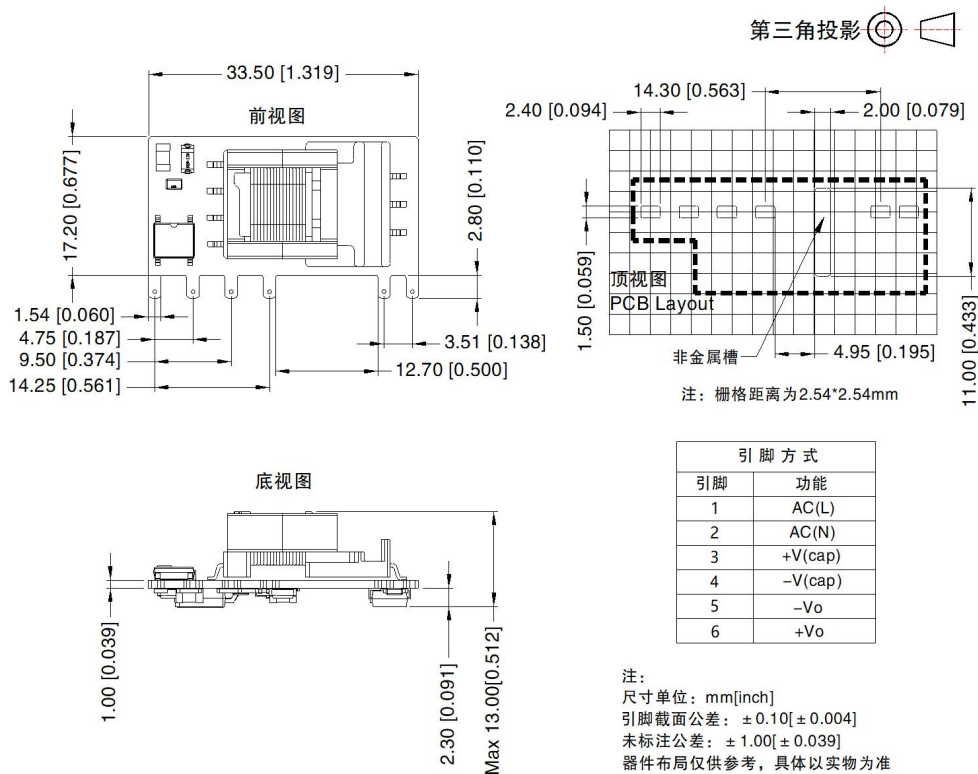 第三角投影
33.50 [1.319]
前视图
17.20 [0.677]
2.80 [0.110]
1.54 [0.060]
4.75 [0.187]
9.50 [0.374]
14.25 [0.561]
3.51 [0.138]
12.70 [0.500]
14.30 [0.563]
2.40 [0.094]
2.00 [0.079]
1.50 [0.059]
顶视图
PCB Layout
非金属槽
4.95 [0.195]
11.00 [0.433]
注：栅格距离为2.54*2.54mm
底视图
1.00 [0.039]
2.30 [0.091]
Max 13.00[0.512]
引脚方式
引脚 功能
1 AC(L)
2 AC(N)
3 +V(cap)
4 −V(cap)
5 −Vo
6 +Vo
注：
尺寸单位：mm[inch]
引脚截面公差：±0.10[±0.004]
未标注公差：±1.00[±0.039]
器件布局仅供参考，具体以实物为准